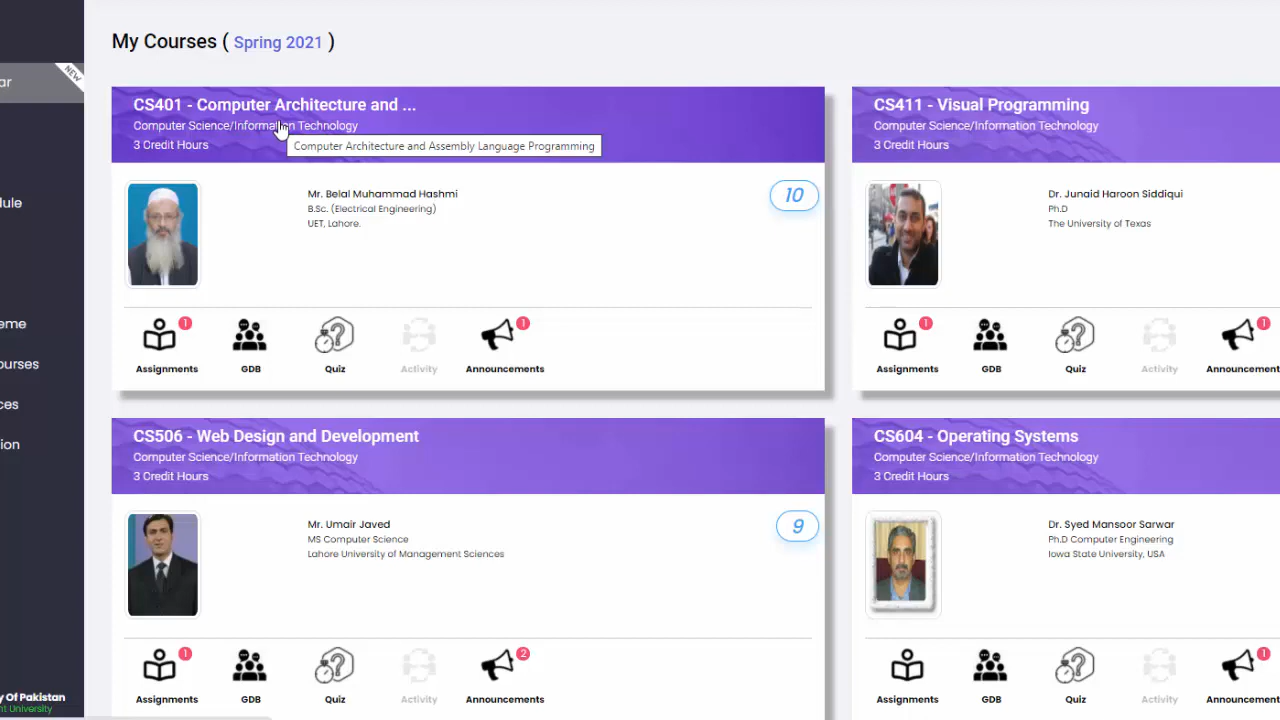 My Courses ( Spring 2021 )
ar
NEW
dule
eme
ourses
ces
ion
y Of Pakistan
nt University
CS401 - Computer Architecture and ...
Computer Science/Information Technology
3 Credit Hours
Computer Architecture and Assembly Language Programming
Mr. Belal Muhammad Hashmi
B.Sc. (Electrical Engineering)
UET, Lahore.
10
1
1
Assignments
GDB
Quiz
Activity
Announcements
CS411 - Visual Programming
Computer Science/Information Technology
3 Credit Hours
Dr. Junaid Haroon Siddiqui
Ph.D
The University of Texas
1
1
Assignments
GDB
Quiz
Activity
Announcement
CS506 - Web Design and Development
Computer Science/Information Technology
3 Credit Hours
Mr. Umair Javed
MS Computer Science
Lahore University of Management Sciences
9
1
2
Assignments
GDB
Quiz
Activity
Announcements
CS604 - Operating Systems
Computer Science/Information Technology
3 Credit Hours
Dr. Syed Mansoor Sarwar
Ph.D Computer Engineering
Iowa State University, USA
1
Assignments
GDB
Quiz
Activity
Announcement